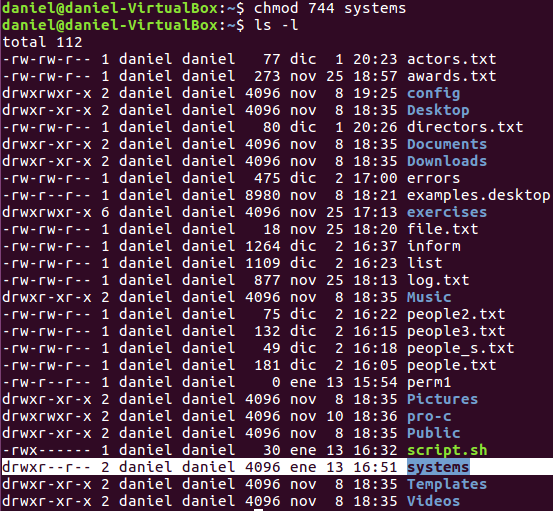 daniel@daniel-VirtualBox:~$ chmod 744 systems
daniel@daniel-VirtualBox:~$ ls -l
total 112
-rw-rw-r-- 1 daniel daniel   77 dic  1 20:23 actors.txt
-rw-rw-r-- 1 daniel daniel  273 nov 25 18:57 awards.txt
drwxrwxr-x 2 daniel daniel 4096 nov  8 19:25 config
drwxr-xr-x 2 daniel daniel 4096 nov  8 18:35 Desktop
-rw-rw-r-- 1 daniel daniel   80 dic  1 20:26 directors.txt
drwxr-xr-x 2 daniel daniel 4096 nov  8 18:35 Documents
drwxr-xr-x 2 daniel daniel 4096 nov  8 18:35 Downloads
-rw-rw-r-- 1 daniel daniel  475 dic  2 17:00 errors
-rw-r--r-- 1 daniel daniel 8980 nov  8 18:21 examples.desktop
drwxrwxr-x 6 daniel daniel 4096 nov 25 17:13 exercises
-rw-rw-r-- 1 daniel daniel   18 nov 25 18:20 file.txt
-rw-rw-r-- 1 daniel daniel 1264 dic  2 16:37 inform
-rw-rw-r-- 1 daniel daniel 1109 dic  2 16:23 list
-rw-rw-r-- 1 daniel daniel  877 nov 25 18:13 log.txt
drwxr-xr-x 2 daniel daniel 4096 nov  8 18:35 Music
-rw-rw-r-- 1 daniel daniel   75 dic  2 16:22 people2.txt
-rw-rw-r-- 1 daniel daniel  132 dic  2 16:15 people3.txt
-rw-rw-r-- 1 daniel daniel   49 dic  2 16:18 people_s.txt
-rw-rw-r-- 1 daniel daniel  181 dic  2 16:05 people.txt
-rw-r--r-- 1 daniel daniel    0 ene 13 15:54 perm1
drwxr-xr-x 2 daniel daniel 4096 nov  8 18:35 Pictures
drwxrwxr-x 2 daniel daniel 4096 nov 10 18:36 pro-c
drwxr-xr-x 2 daniel daniel 4096 nov  8 18:35 Public
-rwx------ 1 daniel daniel   30 ene 13 16:32 script.sh
drwxr--r-- 2 daniel daniel 4096 ene 13 16:51 systems
drwxr-xr-x 2 daniel daniel 4096 nov  8 18:35 Templates
drwxr-xr-x 2 daniel daniel 4096 nov  8 18:35 Videos